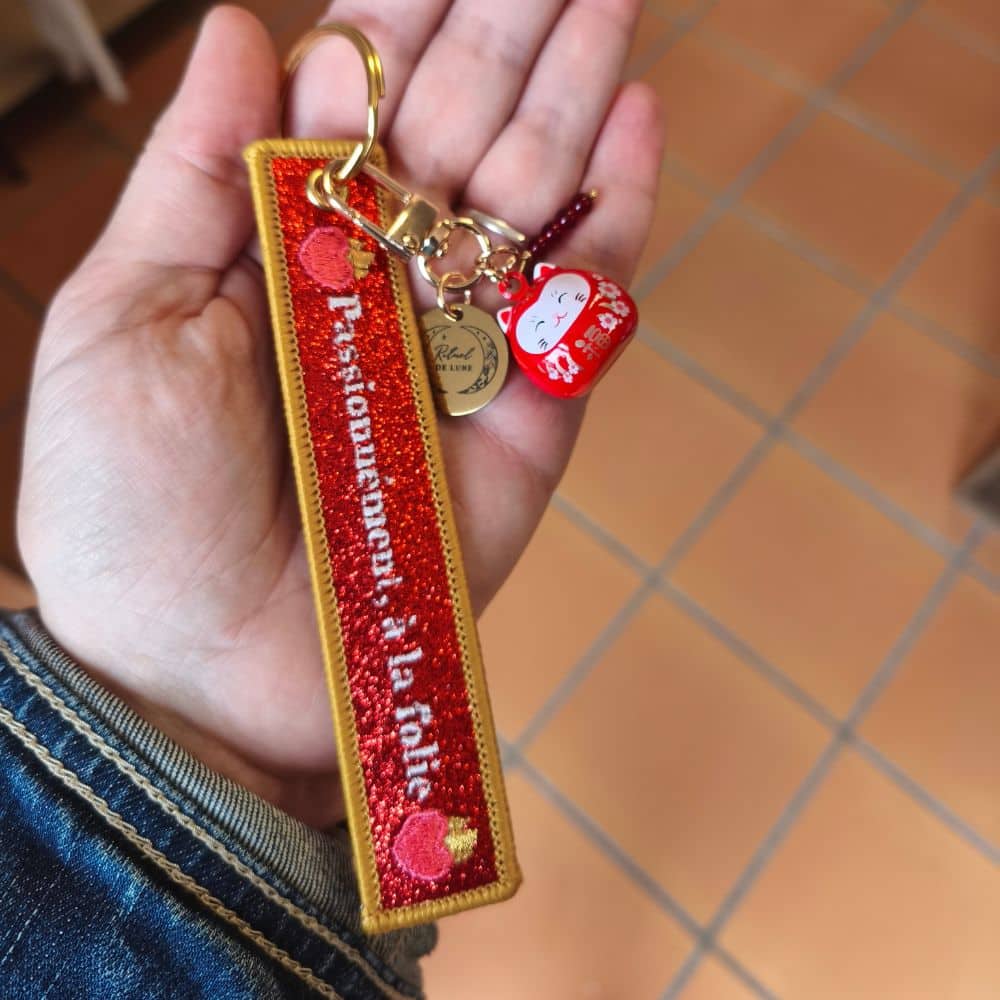 Passionnément, à la folie
Rituel
DE LUNE